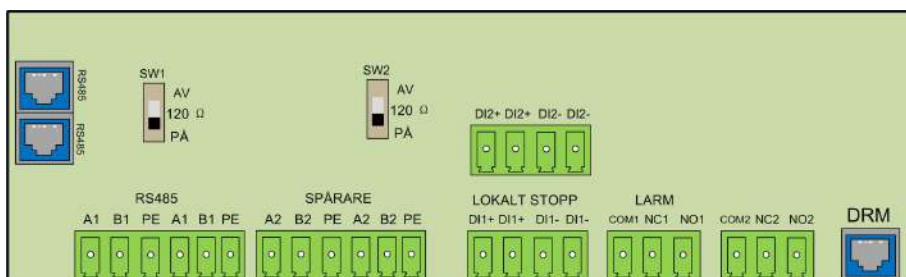 RS485
RS485
SW1
AV
120 Ω
PÅ
SW2
AV
120 Ω
PÅ
DI2+ DI2+ DI2- DI2-
RS485
A1 B1 PE A1 B1 PE
SPÅRARE
A2 B2 PE A2 B2 PE
LOKALT STOPP
DI1+ DI1+ DI1- DI1-
LARM
COM1 NC1 NO1
COM2 NC2 NO2
DRM